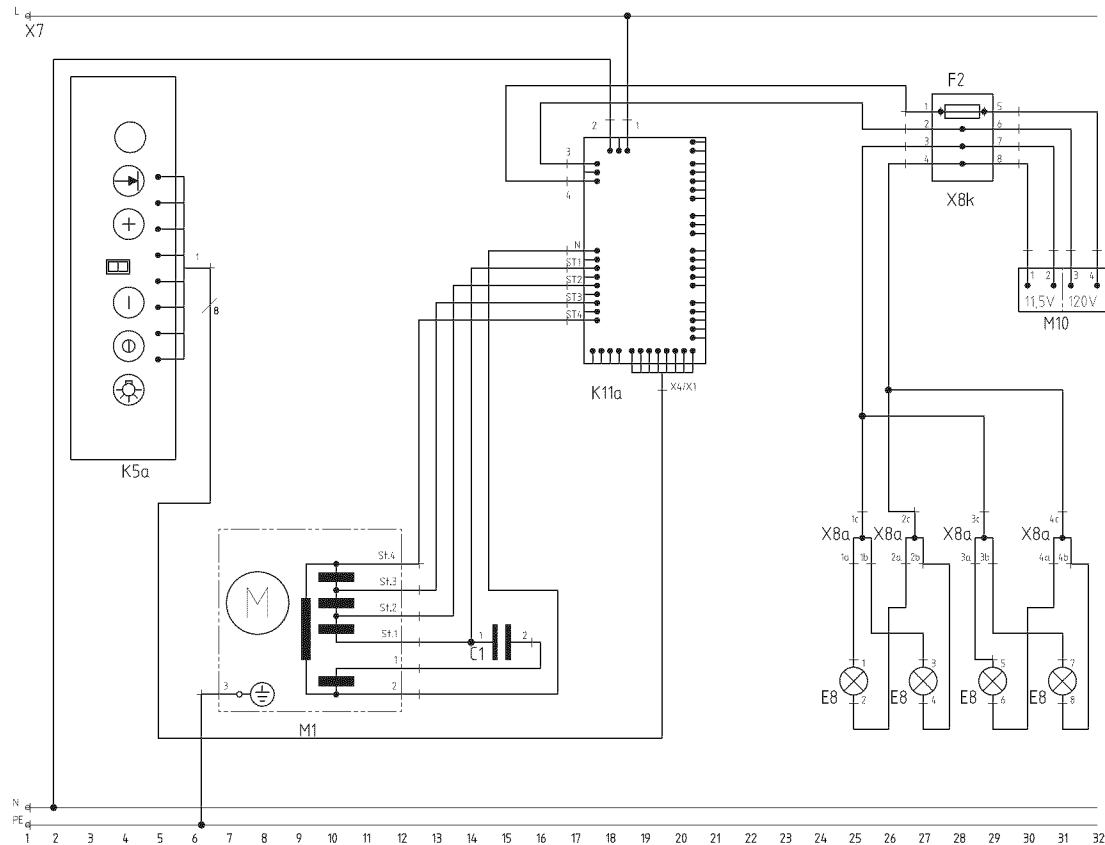 L
X7
F2
1 5
2 1
2 6
3 7
3
4 8
4
X8k
N
1
ST1
1 2 3 4
ST2
11,5V 120V
8
ST3
M10
ST4
X4/X1
K11a
K5a
1c 2c 3c 4c
X8a X8a X8a X8a
1a 1b 2a 2b 3a 3b 4a 4b
St.4
St.3
M
St.2
St.1
1 2
C1
1
1 3 5 7
2
3
E8 E8 E8 E8
2 4 6 8
M1
N
PE
1 2 3 4 5 6 7 8 9 10 11 12 13 14 15 16 17 18 19 20 21 22 23 24 25 26 27 28 29 30 31 32